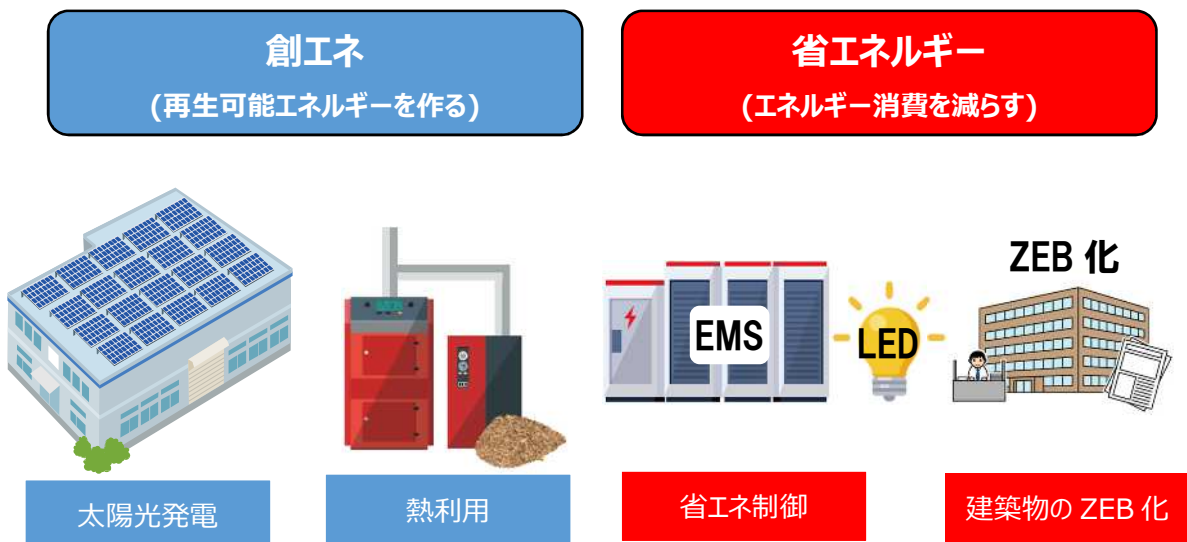 創エネ
(再生可能エネルギーを作る)
省エネルギー
(エネルギー消費を減らす)
EMS
LED
ZEB 化
太陽光発電
熱利用
省エネ制御
建築物の ZEB 化